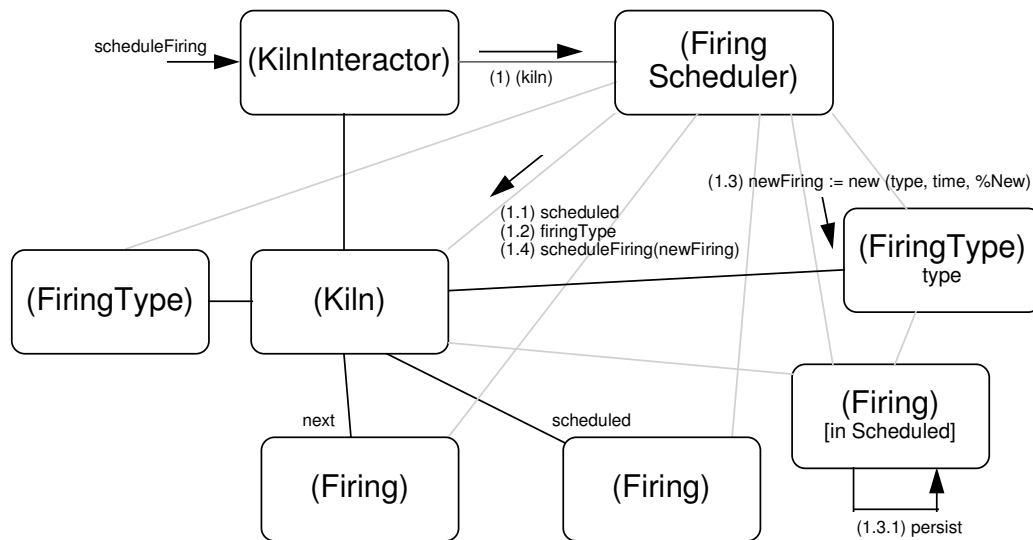 scheduleFiring
(KilnInteractor)
(1) (kiln)
(Firing
Scheduler)
(1.3) newFiring := new (type, time, %New)
(1.1) scheduled
(1.2) firingType
(1.4) scheduleFiring(newFiring)
(FiringType)
(Kiln)
(FiringType)
type
next
scheduled
(Firing)
[in Scheduled]
(Firing)
(Firing)
(1.3.1) persist